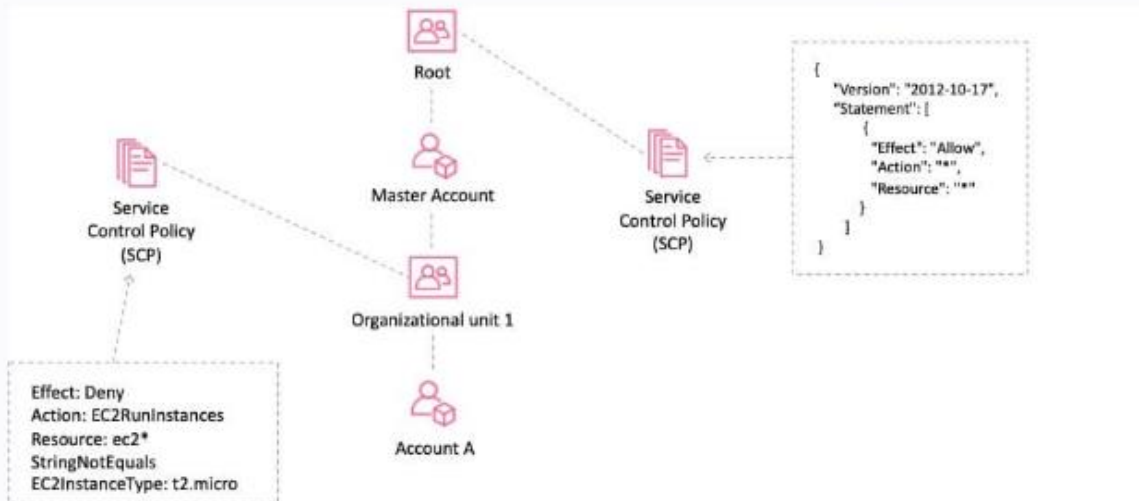 Root
Master Account
Organizational unit 1
Account A
Service
Control Policy
(SCP)
Effect: Deny
Action: EC2RunInstances
Resource: ec2*
StringNotEquals
EC2InstanceType: t2.micro
Service
Control Policy
(SCP)
{
"Version": "2012-10-17",
"Statement": [
{
"Effect": "Allow",
"Action": "*",
"Resource": "*"
}
]
}